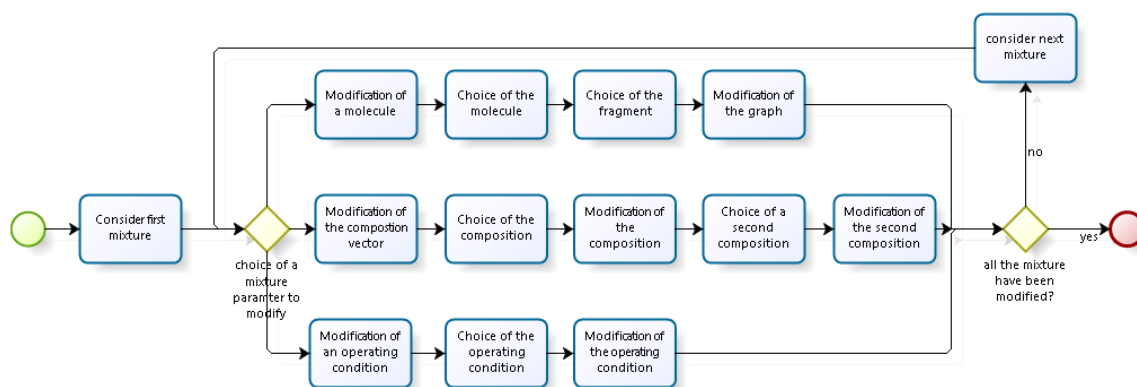 consider next
mixture
Modification of
a molecule
Choice of the
molecule
Choice of the
fragment
Modification of
the graph
no
Consider first
mixture
Modification of
the compostion
vector
Choice of the
composition
Modification of
the
composition
Choice of a
second
composition
Modification of
the second
composition
yes
choice of a
mixture
paramter to
modify
all the mixture
have been
modified?
Modification of
an operating
condition
Choice of the
operating
condition
Modification of
the operating
condition